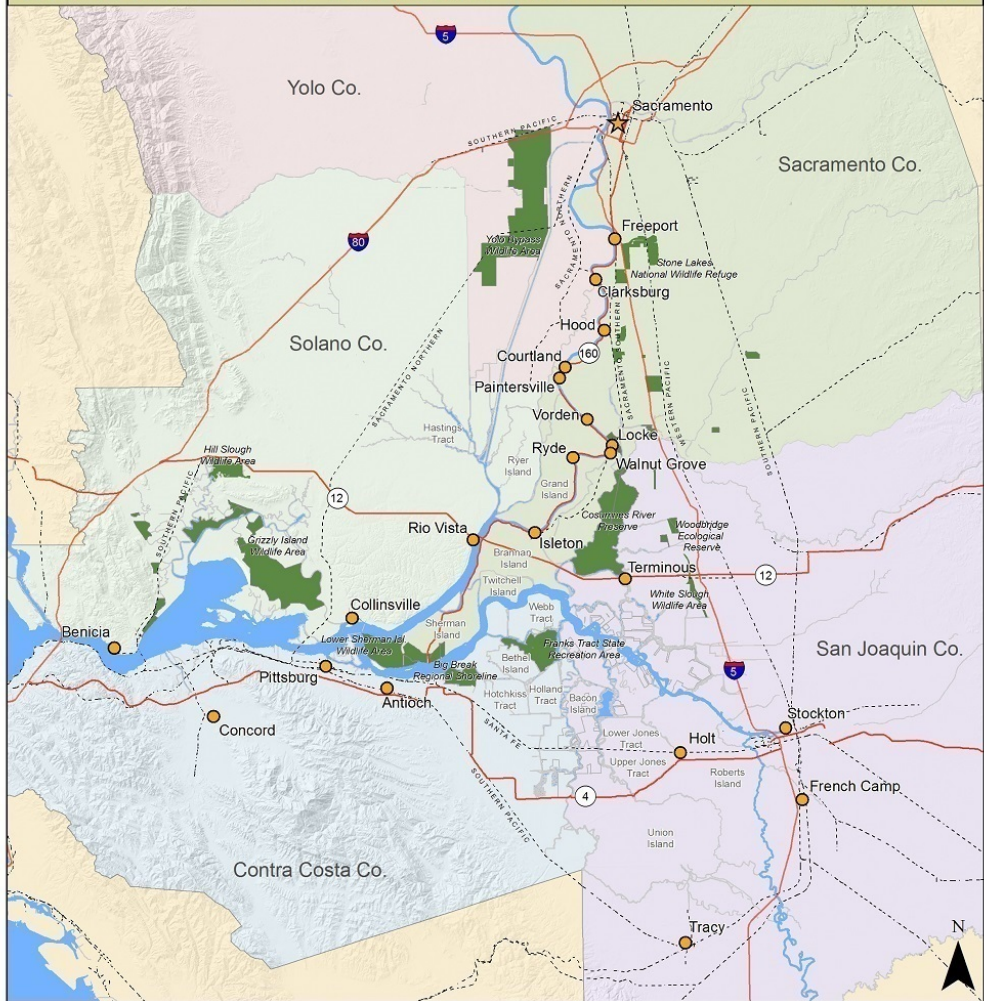 5
Yolo Co.
Sacramento
SOUTHERN PACIFIC
Sacramento Co.
SACRAMENTO NORTHERN
Freeport
80
Yolo Bypass
Wildlife Area
Stone Lakes
National Wildlife Refuge
Clarksburg
Hood
SACRAMENTO SOUTHERN
Solano Co.
160
Courtland
SACRAMENTO NORTHERN
Paintersville
WESTERN PACIFIC
SOUTHERN PACIFIC
Vorden
Hastings
Tract
Locke
Ryde
Walnut Grove
Hill Slough
Wildlife Area
Ryer
Island
Grand
Island
12
SOUTHERN PACIFIC
Cosumnes River
Preserve
Rio Vista
Isleton
Woodbridge
Ecological
Reserve
Grizzly Island
Wildlife Area
Brannan
Island
Terminous
12
Twitchell
Island
White Slough
Wildlife Area
Collinsville
Webb
Tract
Sherman
Island
Benicia
Lower Sherman Isl
Wildlife Area
Franks Tract State
Recreation Area
San Joaquin Co.
Bethel
Island
Big Break
Regional Shoreline
5
Pittsburg
Antioch
Hotchkiss
Tract
Holland
Tract
Bacon
Island
Stockton
Concord
SANTA FE
Lower Jones
Tract
Holt
Upper Jones
Tract
Roberts
Island
SOUTHERN PACIFIC
4
French Camp
Union
Island
Contra Costa Co.
Tracy
N